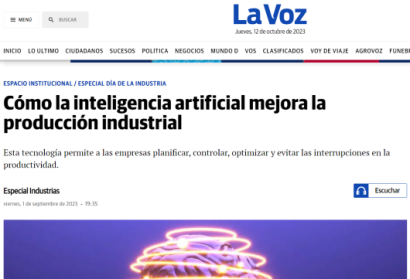 MENÚ
BUSCAR
La Voz
Jueves, 12 de octubre de 2023
INICIO LO ULTIMO CIUDADANOS SUCESOS POLÍTICA NEGOCIOS MUNDO D VOS CLASIFICADOS VOY DE VIAJE AGROVOZ FUNEB
ESPACIO INSTITUCIONAL / ESPECIAL DÍA DE LA INDUSTRIA
Cómo la inteligencia artificial mejora la
producción industrial
Esta tecnología permite a las empresas planificar, controlar, optimizar y evitar las interrupciones en la
productividad.
Especial Industrias
Escuchar
viernes, 1 de septiembre de 2023 - 19:35